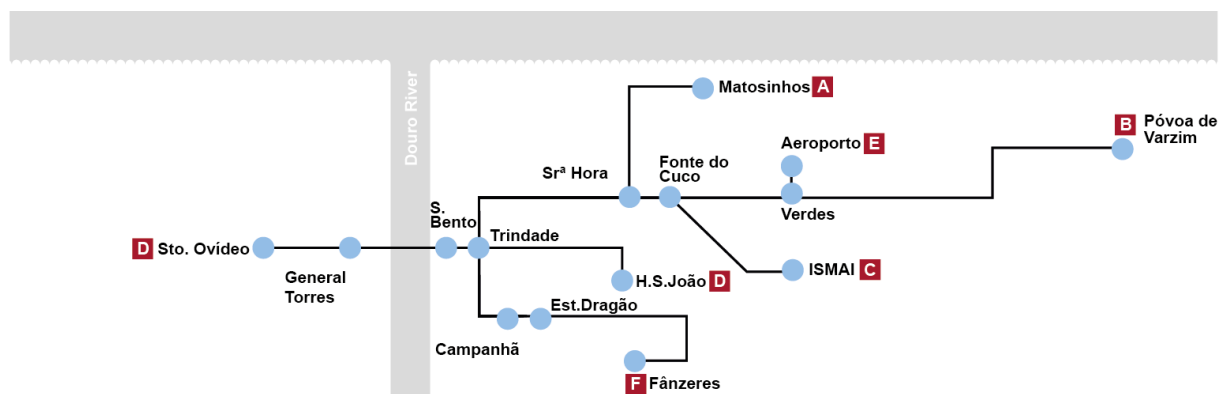 Douro River
Matosinhos A
B Póvoa de
Varzim
Aeroporto E
Fonte do
Cuco
Srª Hora
Verdes
S.
Bento
Trindade
D Sto. Ovídeo
General
Torres
H.S.João D
ISMAI C
Est.Dragão
Campanhã
F Fânzeres